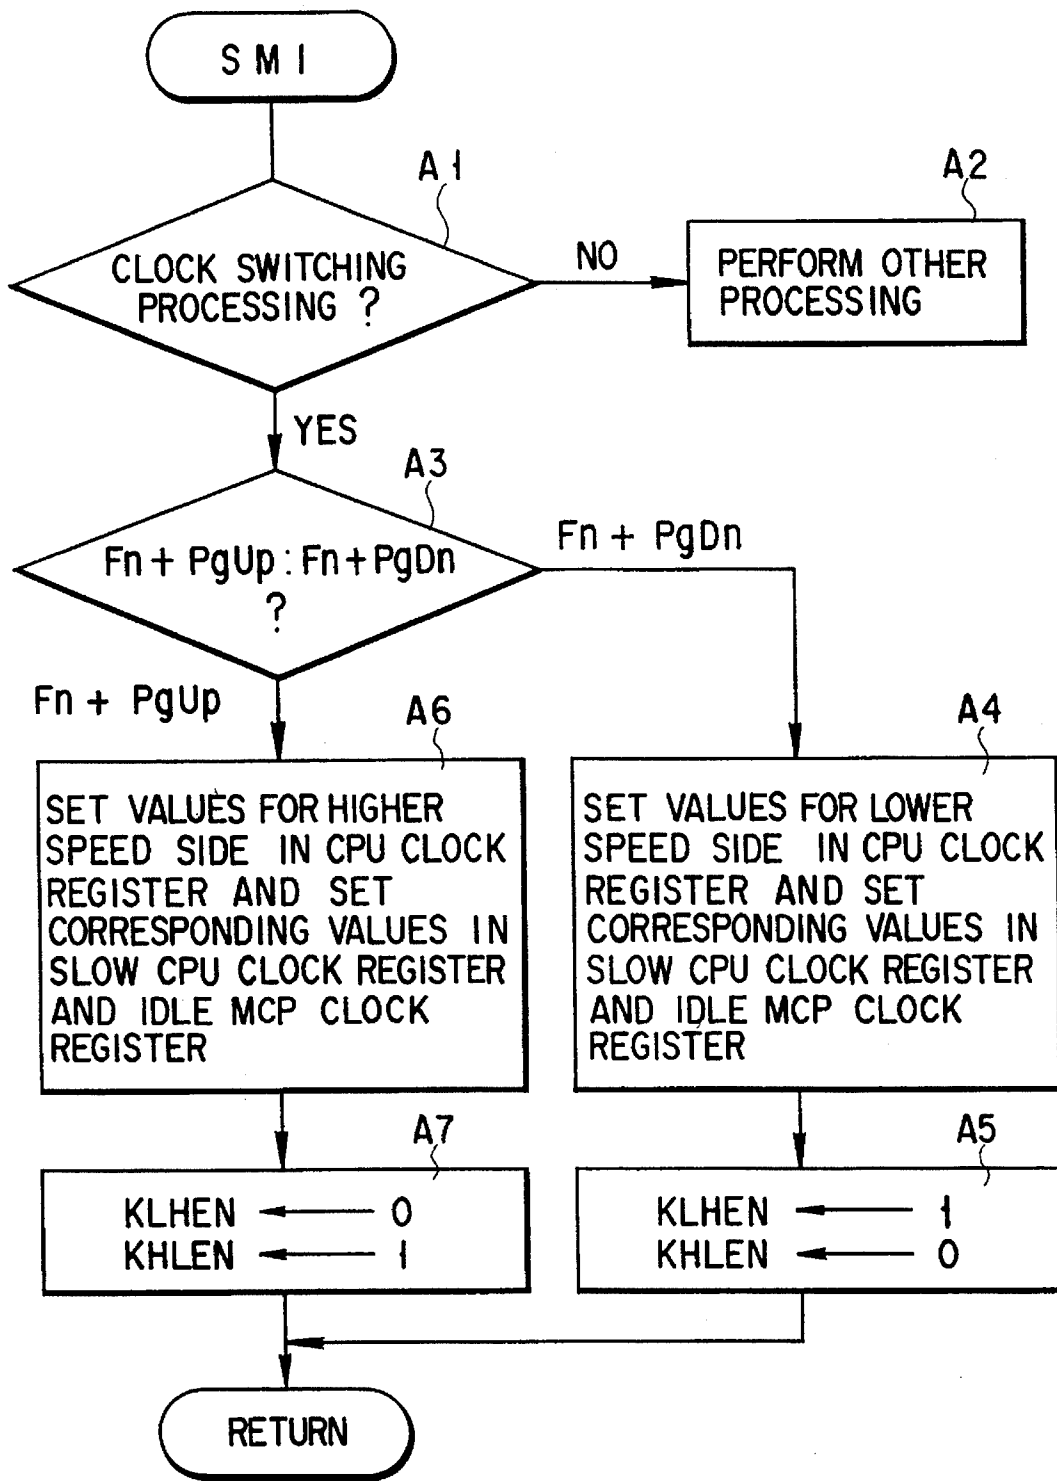 SMI
A1
CLOCK SWITCHING
PROCESSING ?
NO
A2
PERFORM OTHER
PROCESSING
YES
A3
Fn + PgUp : Fn + PgDn
?
Fn + PgDn
Fn + PgUp
A6
SET VALUES FOR HIGHER
SPEED SIDE IN CPU CLOCK
REGISTER AND SET
CORRESPONDING VALUES IN
SLOW CPU CLOCK REGISTER
AND IDLE MCP CLOCK
REGISTER
A4
SET VALUES FOR LOWER
SPEED SIDE IN CPU CLOCK
REGISTER AND SET
CORRESPONDING VALUES IN
SLOW CPU CLOCK REGISTER
AND IDLE MCP CLOCK
REGISTER
A7
KLHEN ← 0
KHLEN ← 1
A5
KLHEN ← 1
KHLEN ← 0
RETURN